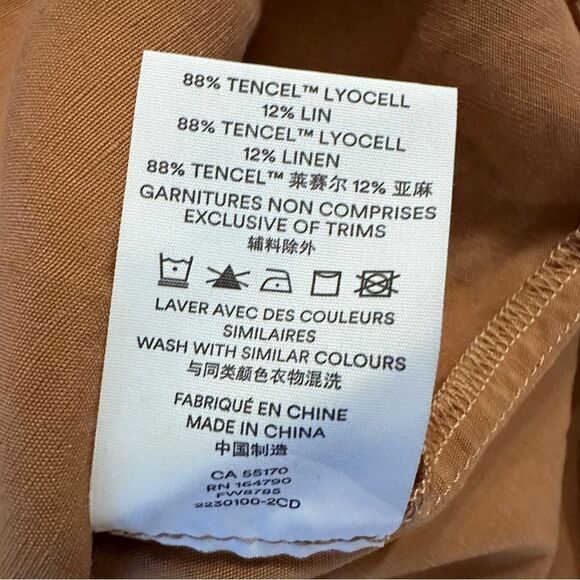 88% TENCEL™ LYOCELL
12% LIN
88% TENCEL™ LYOCELL
12% LINEN
88% TENCEL™ 莱赛尔 12% 亚麻
GARNITURES NON COMPRISES
EXCLUSIVE OF TRIMS
辅料除外
LAVER AVEC DES COULEURS
SIMILAIRES
WASH WITH SIMILAR COLOURS
与同类颜色衣物混洗
FABRIQUÉ EN CHINE
MADE IN CHINA
中国制造
CA 55170
RN 164790
FW8785
2230100-2CD